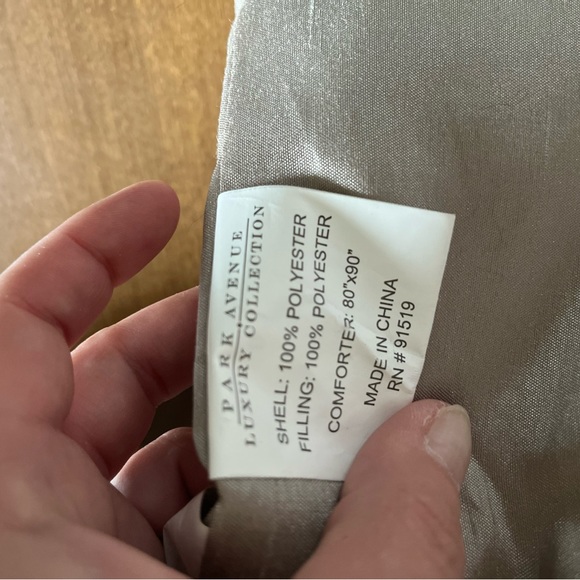 PARK AVENUE
LUXURY COLLECTION
SHELL: 100% POLYESTER
FILLING: 100% POLYESTER
COMFORTER: 80"x90"
MADE IN CHINA
RN # 91519